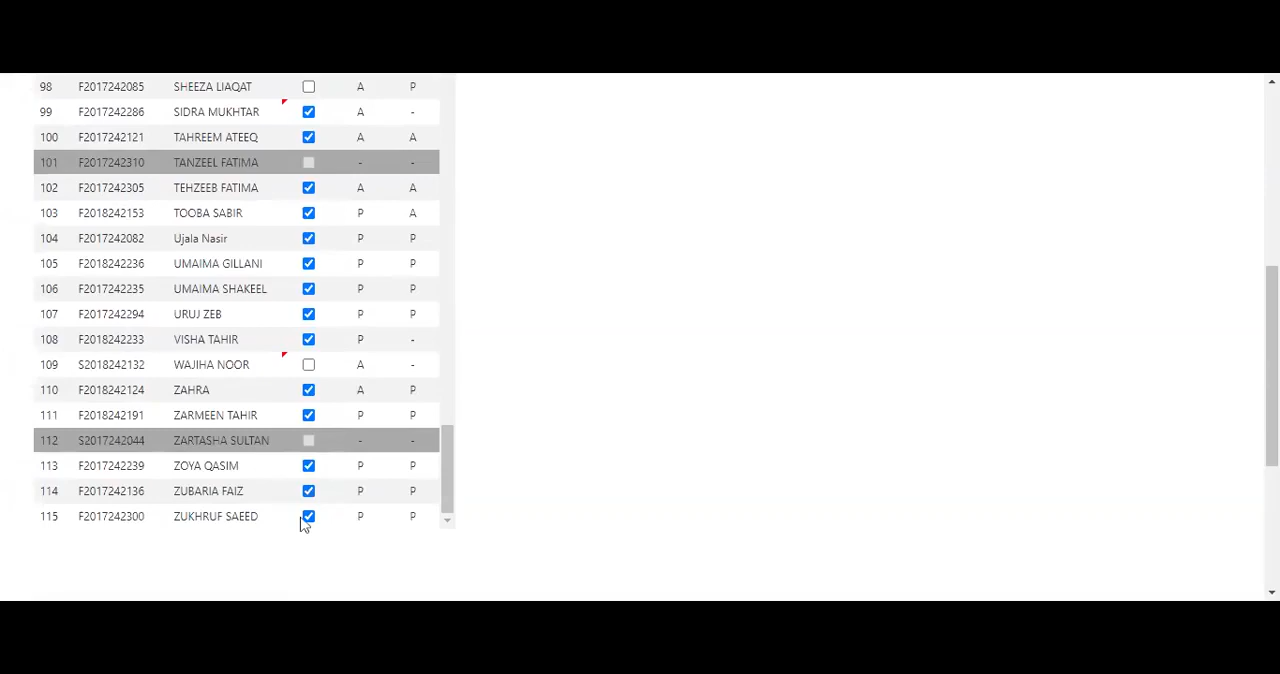 98 F2017242085 SHEEZA LIAQAT A P
99 F2017242286 SIDRA MUKHTAR A -
100 F2017242121 TAHREEM ATEEQ A A
101 F2017242310 TANZEEL FATIMA - -
102 F2017242305 TEHZEEB FATIMA A A
103 F2018242153 TOOBA SABIR P A
104 F2017242082 Ujala Nasir P P
105 F2018242236 UMAIMA GILLANI P P
106 F2017242235 UMAIMA SHAKEEL P P
107 F2017242294 URUJ ZEB P P
108 F2018242233 VISHA TAHIR P -
109 S2018242132 WAJIHA NOOR A -
110 F2018242124 ZAHRA A P
111 F2018242191 ZARMEEN TAHIR P P
112 S2017242044 ZARTASHA SULTAN - -
113 F2017242239 ZOYA QASIM P P
114 F2017242136 ZUBARIA FAIZ P P
115 F2017242300 ZUKHRUF SAEED P P